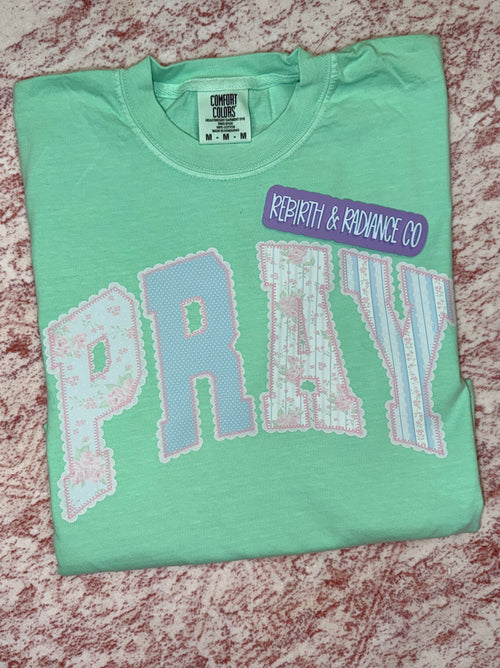 COMFORT
COLORS
M - M - M
REBIRTH & RADIANCE CO
PRAY